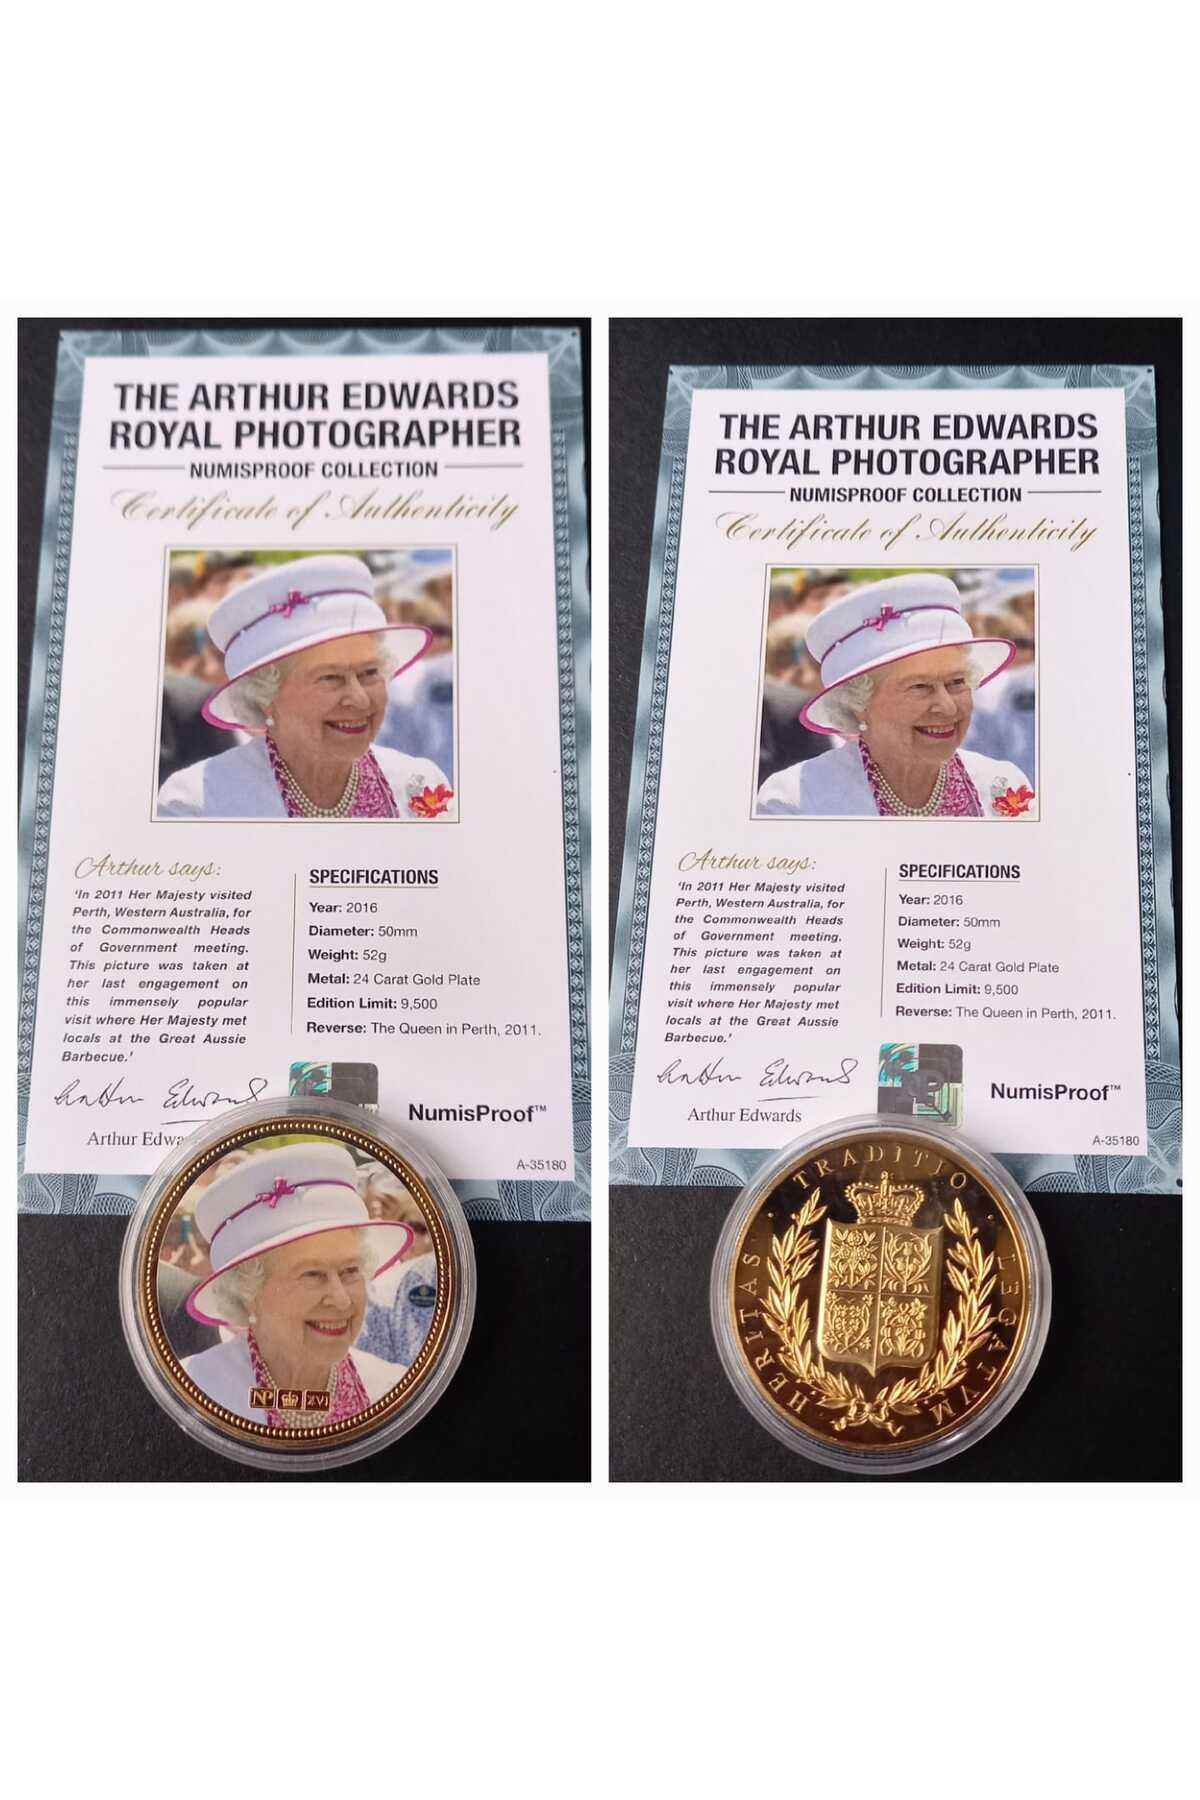 THE ARTHUR EDWARDS
ROYAL PHOTOGRAPHER
NUMISPROOF COLLECTION
Certificate of Authenticity
Arthur says:
'In 2011 Her Majesty visited
Perth, Western Australia, for
the Commonwealth Heads
of Government meeting.
This picture was taken at
her last engagement on
this immensely popular
visit where Her Majesty met
locals at the Great Aussie
Barbecue.'
SPECIFICATIONS
Year: 2016
Diameter: 50mm
Weight: 52g
Metal: 24 Carat Gold Plate
Edition Limit: 9,500
Reverse: The Queen in Perth, 2011.
Arthur Edwards
Arthur Edwa
NumisProof™
A-35180
NP XVI
THE ARTHUR EDWARDS
ROYAL PHOTOGRAPHER
NUMISPROOF COLLECTION
Certificate of Authenticity
Arthur says:
'In 2011 Her Majesty visited
Perth, Western Australia, for
the Commonwealth Heads
of Government meeting.
This picture was taken at
her last engagement on
this immensely popular
visit where Her Majesty met
locals at the Great Aussie
Barbecue.'
SPECIFICATIONS
Year: 2016
Diameter: 50mm
Weight: 52g
Metal: 24 Carat Gold Plate
Edition Limit: 9,500
Reverse: The Queen in Perth, 2011.
Arthur Edwards
Arthur Edwards
NumisProof™
A-35180
HERITAS · TRADITIO · LEGATVM